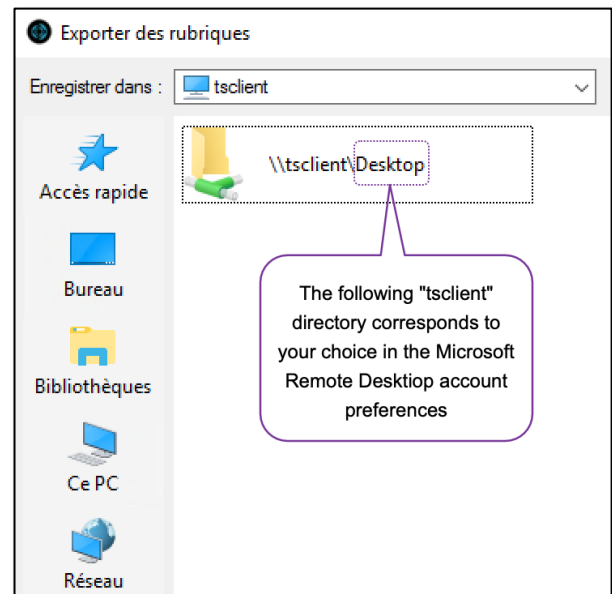 Exporter des rubriques
Enregistrer dans :
tsclient
Accès rapide
\\tsclient\Desktop
Bureau
The following "tsclient"
directory corresponds to
your choice in the Microsoft
Remote Desktiop account
preferences
Bibliothèques
Ce PC
Réseau